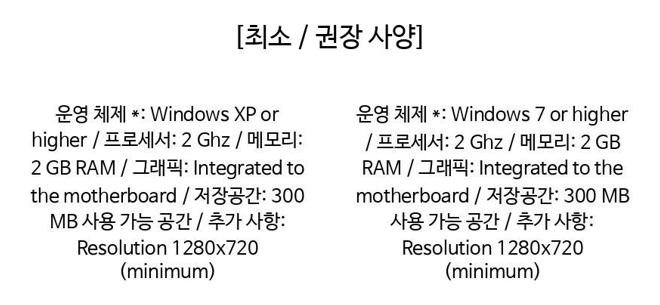 [최소 / 권장 사양]
운영 체제 *: Windows XP or
higher / 프로세서: 2 Ghz / 메모리:
2 GB RAM / 그래픽: Integrated to
the motherboard / 저장공간: 300
MB 사용 가능 공간 / 추가 사항:
Resolution 1280x720
(minimum)
운영 체제 *: Windows 7 or higher
/ 프로세서: 2 Ghz / 메모리: 2 GB
RAM / 그래픽: Integrated to the
motherboard / 저장공간: 300 MB
사용 가능 공간 / 추가 사항:
Resolution 1280x720
(minimum)